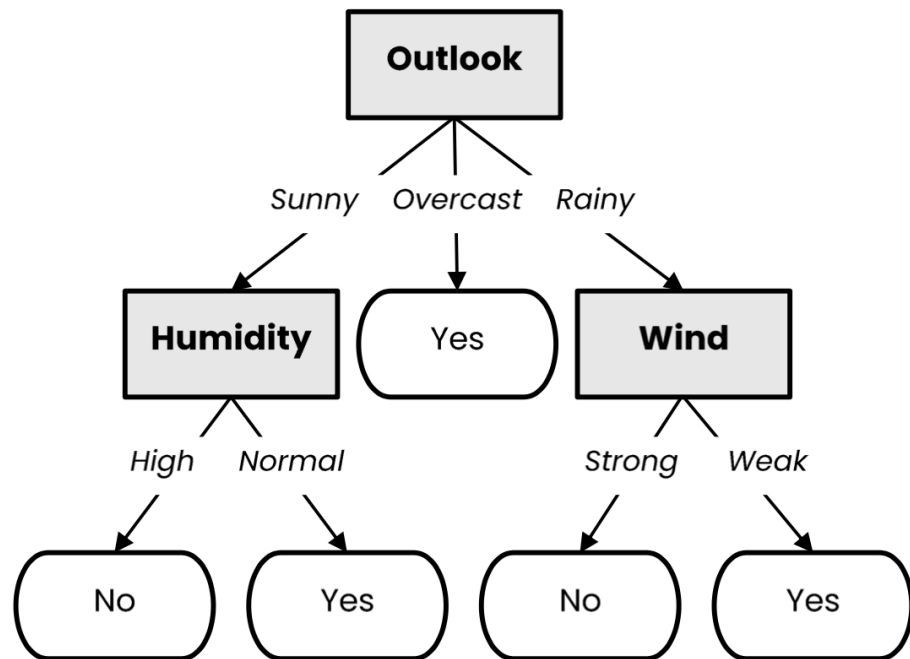 Outlook
Sunny Overcast Rainy
Humidity Yes Wind
High Normal Strong Weak
No Yes No Yes